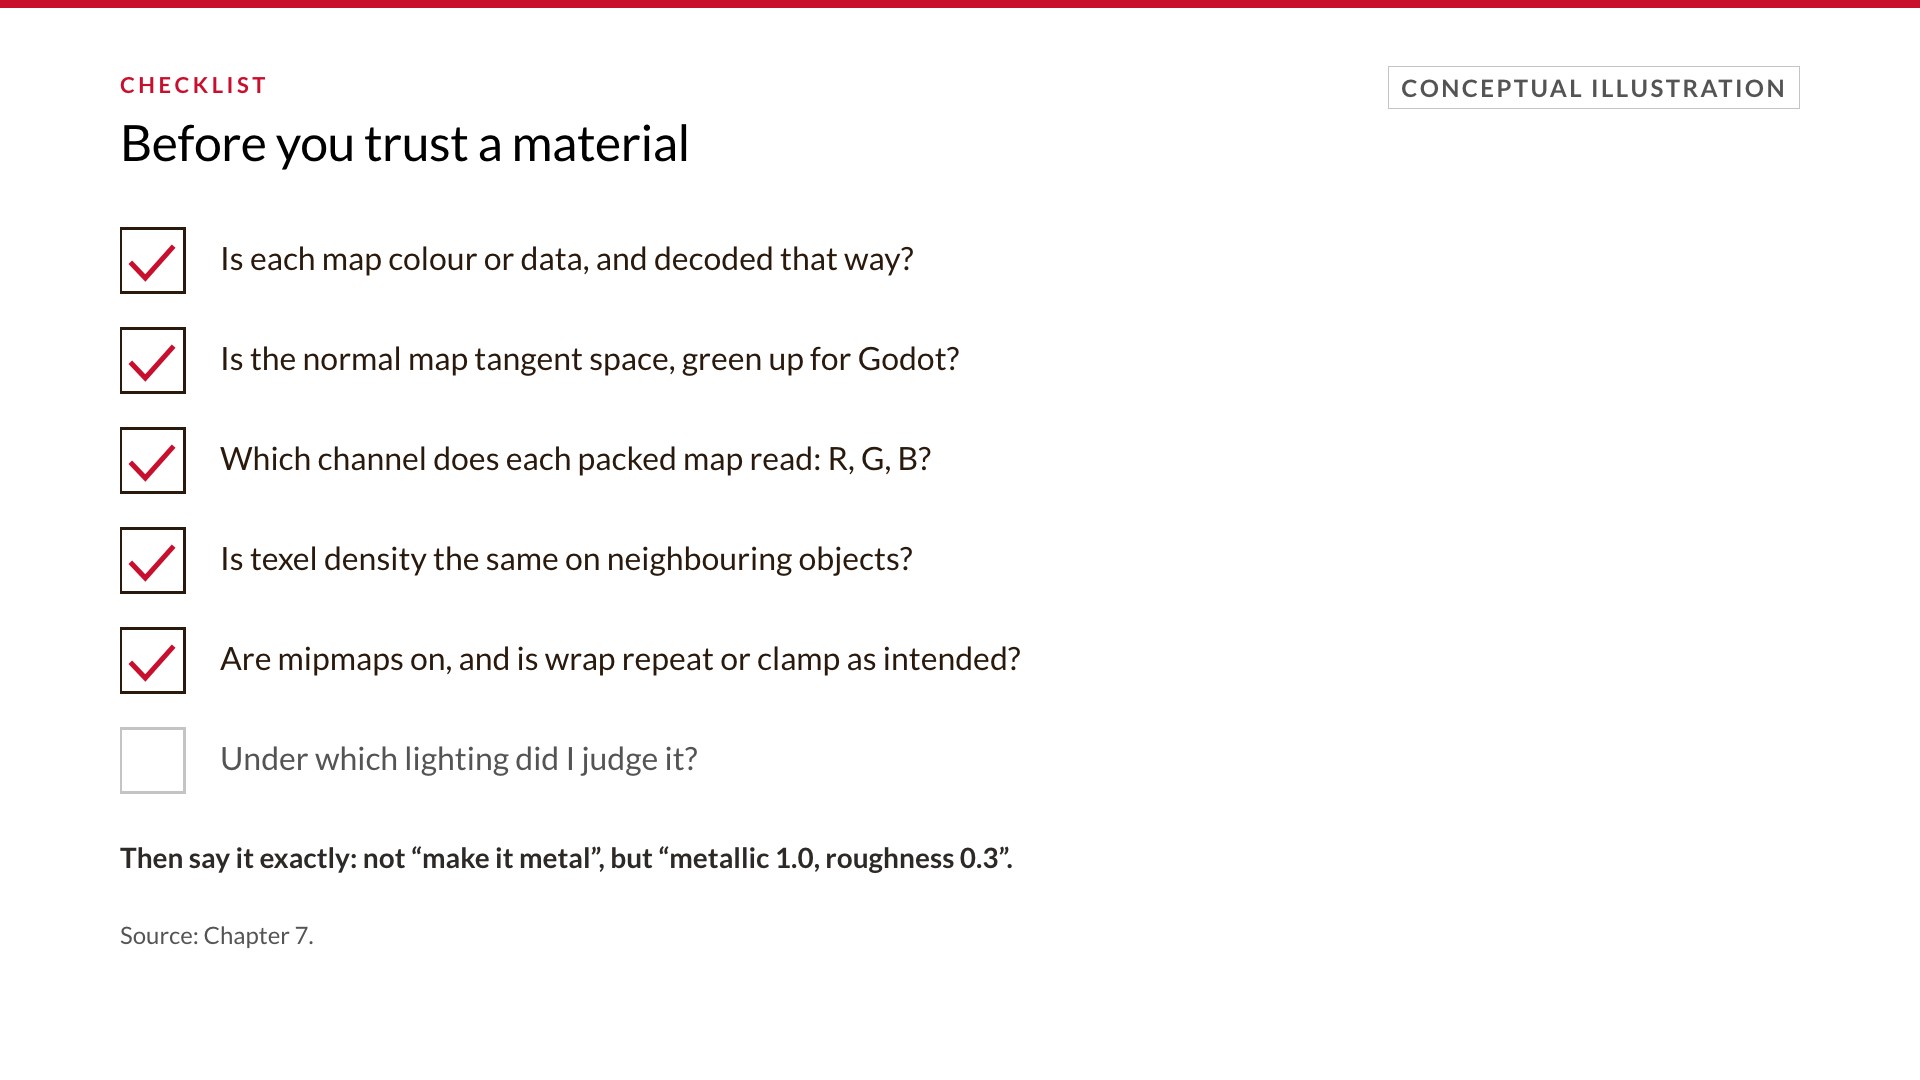 CHECKLIST
CONCEPTUAL ILLUSTRATION
Before you trust a material
Is each map colour or data, and decoded that way?
Is the normal map tangent space, green up for Godot?
Which channel does each packed map read: R, G, B?
Is texel density the same on neighbouring objects?
Are mipmaps on, and is wrap repeat or clamp as intended?
Under which lighting did I judge it?
Then say it exactly: not “make it metal”, but “metallic 1.0, roughness 0.3”.
Source: Chapter 7.